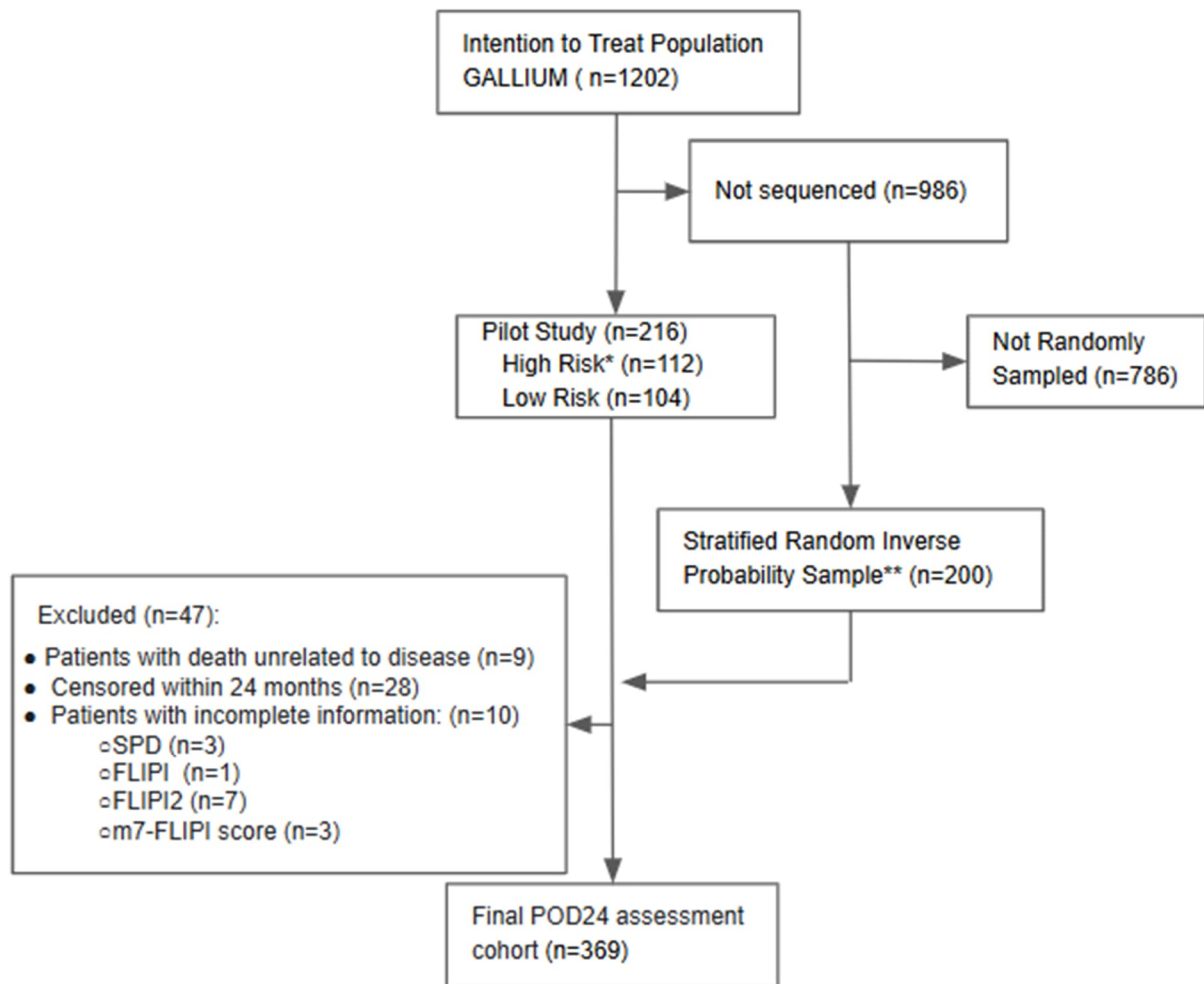 Intention to Treat Population
GALLIUM ( n=1202)
Not sequenced (n=986)
Pilot Study (n=216)
High Risk* (n=112)
Low Risk (n=104)
Not Randomly
Sampled (n=786)
Stratified Random Inverse
Probability Sample** (n=200)
Excluded (n=47):
● Patients with death unrelated to disease (n=9)
● Censored within 24 months (n=28)
● Patients with incomplete information: (n=10)
○SPD (n=3)
○FLIPI (n=1)
○FLIPI2 (n=7)
○m7-FLIPI score (n=3)
Final POD24 assessment
cohort (n=369)